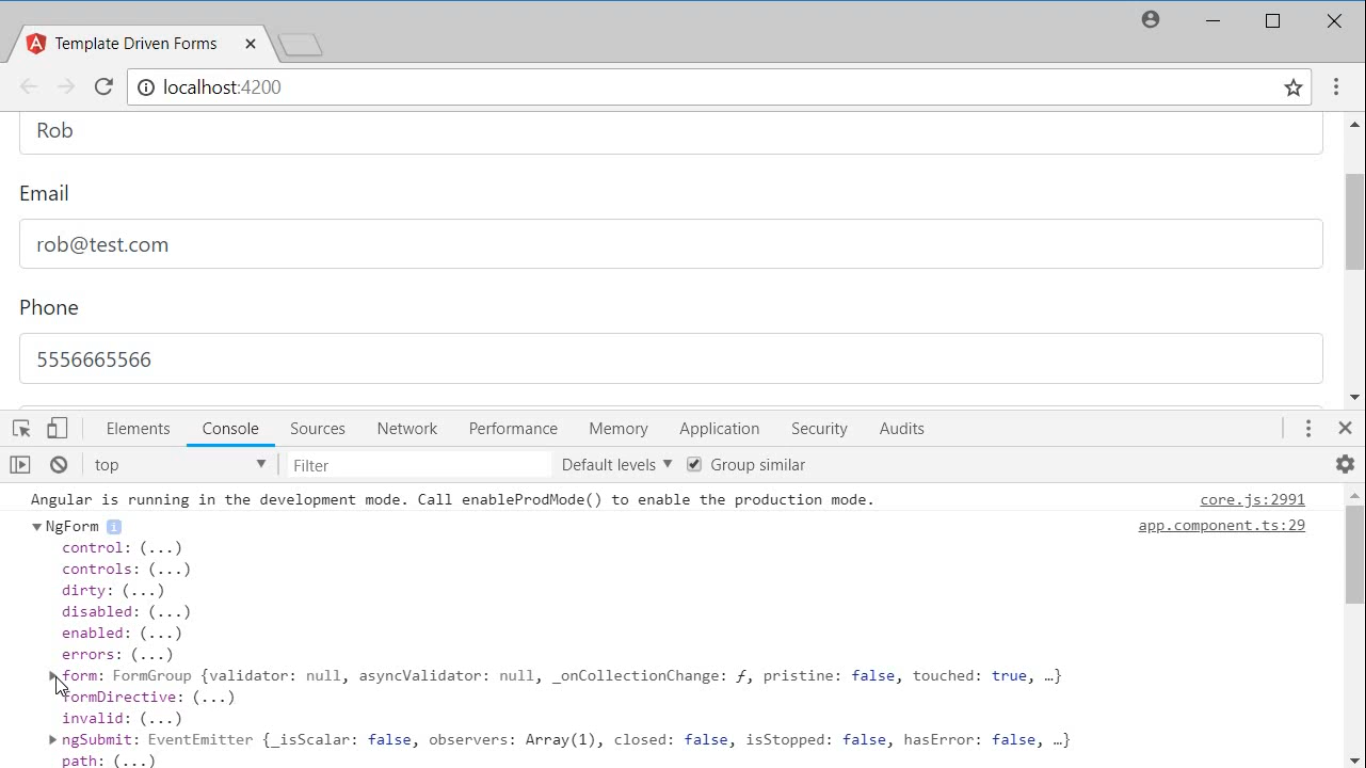 Template Driven Forms
localhost:4200
Rob
Email
rob@test.com
Phone
5556665566
Elements Console Sources Network Performance Memory Application Security Audits
top Filter Default levels Group similar
Angular is running in the development mode. Call enableProdMode() to enable the production mode. core.js:2991
NgForm i app.component.ts:29
control: (...)
controls: (...)
dirty: (...)
disabled: (...)
enabled: (...)
errors: (...)
form: FormGroup {validator: null, asyncValidator: null, _onCollectionChange: ƒ, pristine: false, touched: true, …}
formDirective: (...)
invalid: (...)
ngSubmit: EventEmitter {_isScalar: false, observers: Array(1), closed: false, isStopped: false, hasError: false, …}
path: (...)